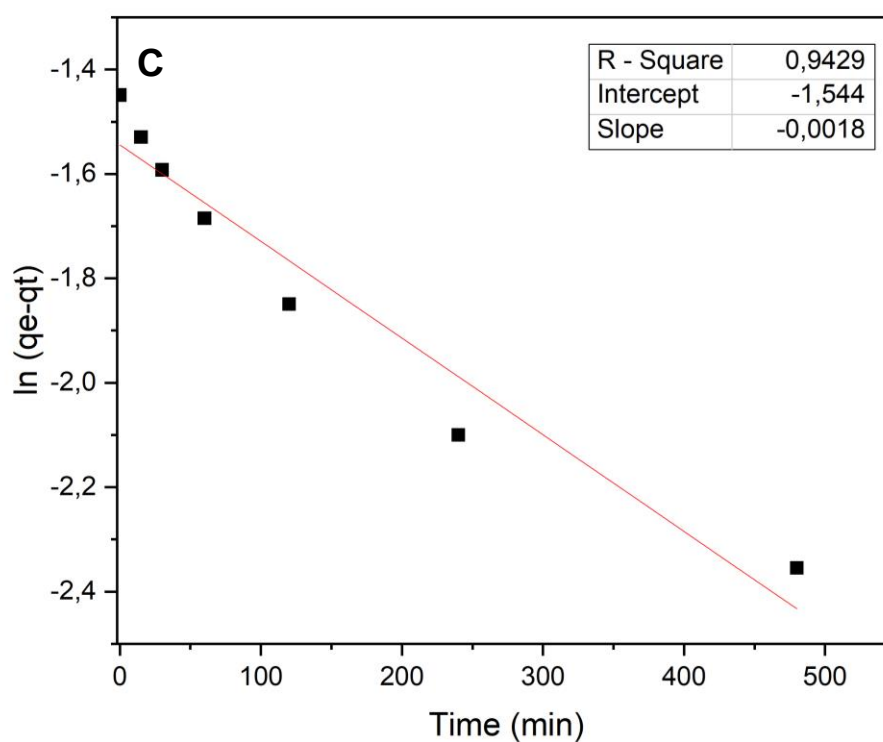 C
R - Square 0,9429
Intercept -1,544
Slope -0,0018
-1,4
-1,6
-1,8
-2,0
-2,2
-2,4
ln (qe-qt)
0 100 200 300 400 500
Time (min)